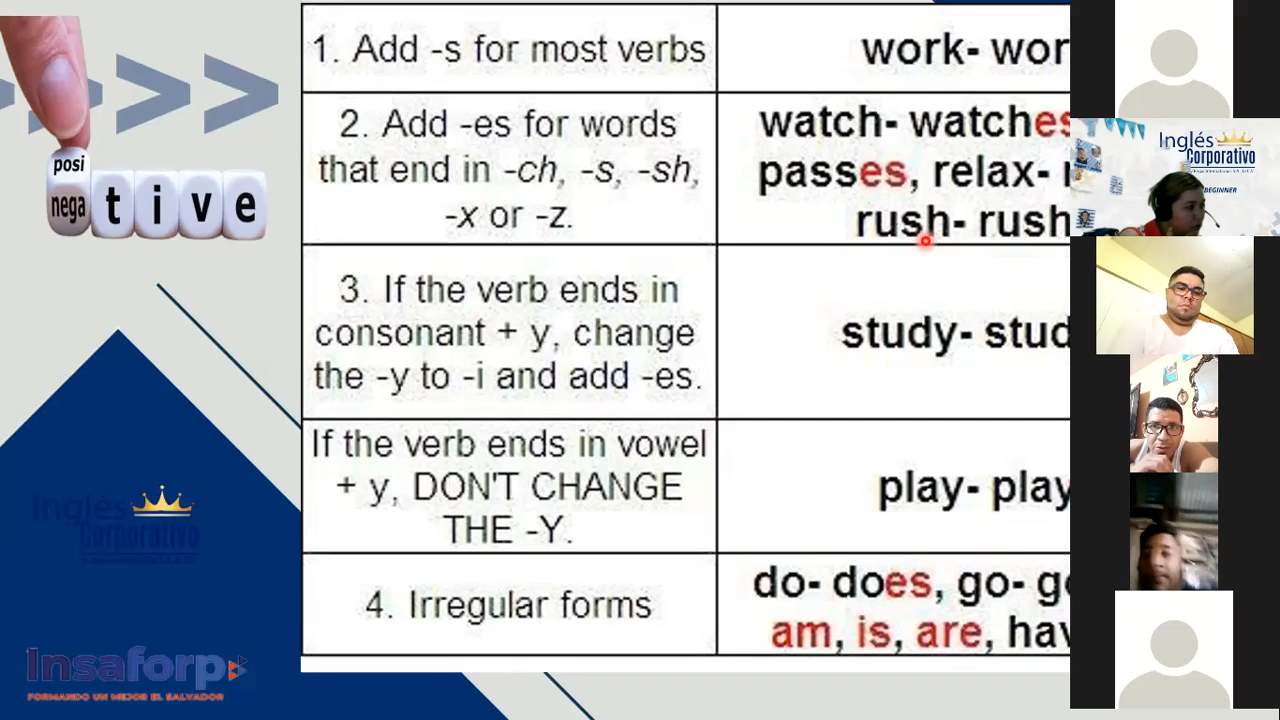 posi
nega
t i v e
1. Add -s for most verbs
work- wor
2. Add -es for words
that end in -ch, -s, -sh,
-x or -z.
watch- watches
passes, relax-
rush- rush
3. If the verb ends in
consonant + y, change
the -y to -i and add -es.
study- stud
If the verb ends in vowel
+ y, DON'T CHANGE
THE -Y.
play- play
4. Irregular forms
do- does, go- go
am, is, are, hav
Inglés
Corporativo
Insaforp
FORMANDO UN MEJOR EL SALVADOR
Inglés
Corporativo
BEGINNER